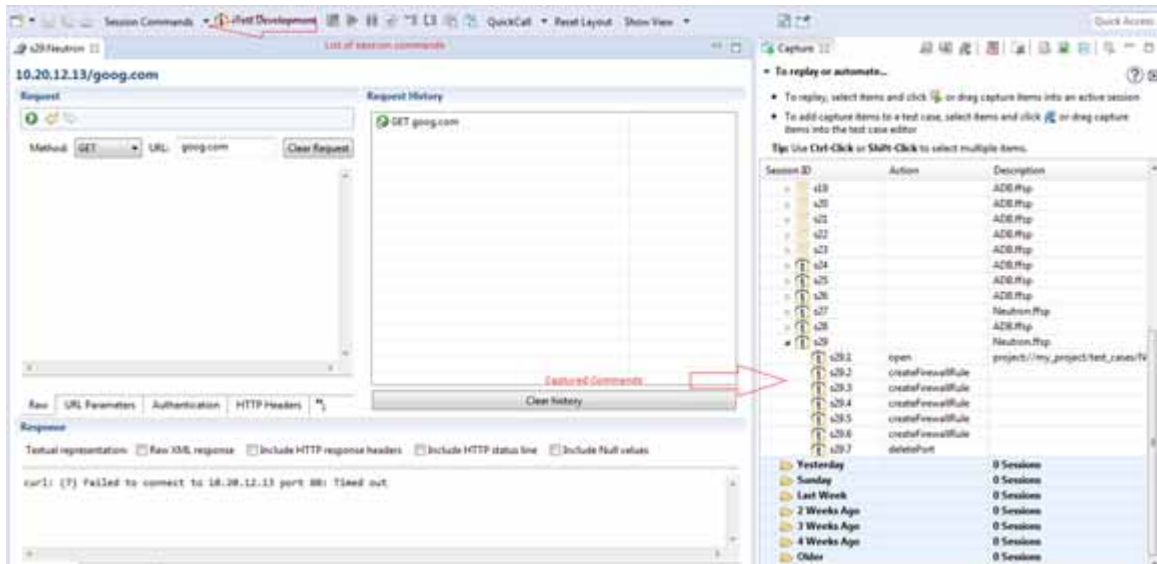 Session Commands
iTest Development
QuickCall
Reset Layout
Show View
Quick Access
List of session commands
s29:Neutron
10.20.12.13/goog.com
Request
Method: GET
URL: goog.com
Clear Request
Raw
URL Parameters
Authentication
HTTP Headers
Request History
GET goog.com
Captured Commands
Clear history
Response
Textual representation: Raw XML response Include HTTP response headers Include HTTP status line Include Null values
curl: (7) Failed to connect to 10.20.12.13 port 80: Timed out
Capture
To replay or automate...
• To replay, select items and click or drag capture items into an active session
• To add capture items to a test case, select items and click or drag capture
items into the test case editor
Tip: Use Ctrl-Click or Shift-Click to select multiple items.
Session ID Action Description
s19 ADB.ffsp
s20 ADB.ffsp
s21 ADB.ffsp
s22 ADB.ffsp
s23 ADB.ffsp
s24 ADB.ffsp
s25 ADB.ffsp
s26 ADB.ffsp
s27 Neutron.ffsp
s28 ADB.ffsp
s29 Neutron.ffsp
s29.1 open project://my_project/test_cases/N
s29.2 createFirewallRule
s29.3 createFirewallRule
s29.4 createFirewallRule
s29.5 createFirewallRule
s29.6 createFirewallRule
s29.7 deletePort
Yesterday 0 Sessions
Sunday 0 Sessions
Last Week 0 Sessions
2 Weeks Ago 0 Sessions
3 Weeks Ago 0 Sessions
4 Weeks Ago 0 Sessions
Older 0 Sessions